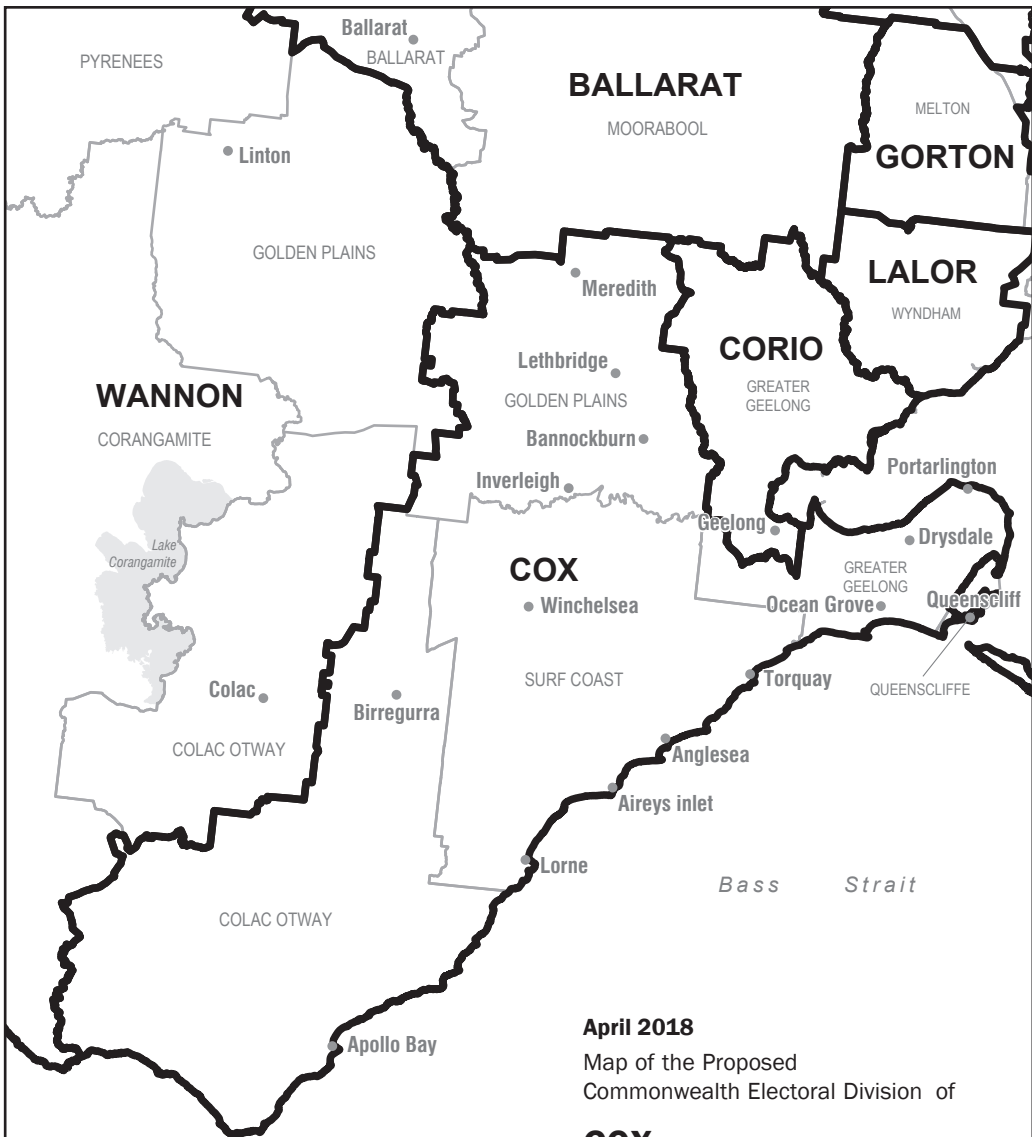 Ballarat
BALLARAT
PYRENEES
BALLARAT
MOORABOOL
MELTON
GORTON
Linton
GOLDEN PLAINS
LALOR
WYNDHAM
Meredith
CORIO
GREATER
GEELONG
Lethbridge
GOLDEN PLAINS
WANNON
CORANGAMITE
Bannockburn
Portarlington
Inverleigh
Geelong
Drysdale
Lake
Corangamite
COX
GREATER
GEELONG
Winchelsea
Ocean Grove
Queenscliff
SURF COAST
Torquay
QUEENSCLIFFE
Colac
Birregurra
COLAC OTWAY
Anglesea
Aireys inlet
Lorne
Bass Strait
COLAC OTWAY
April 2018
Map of the Proposed
Commonwealth Electoral Division of
COX
Apollo Bay